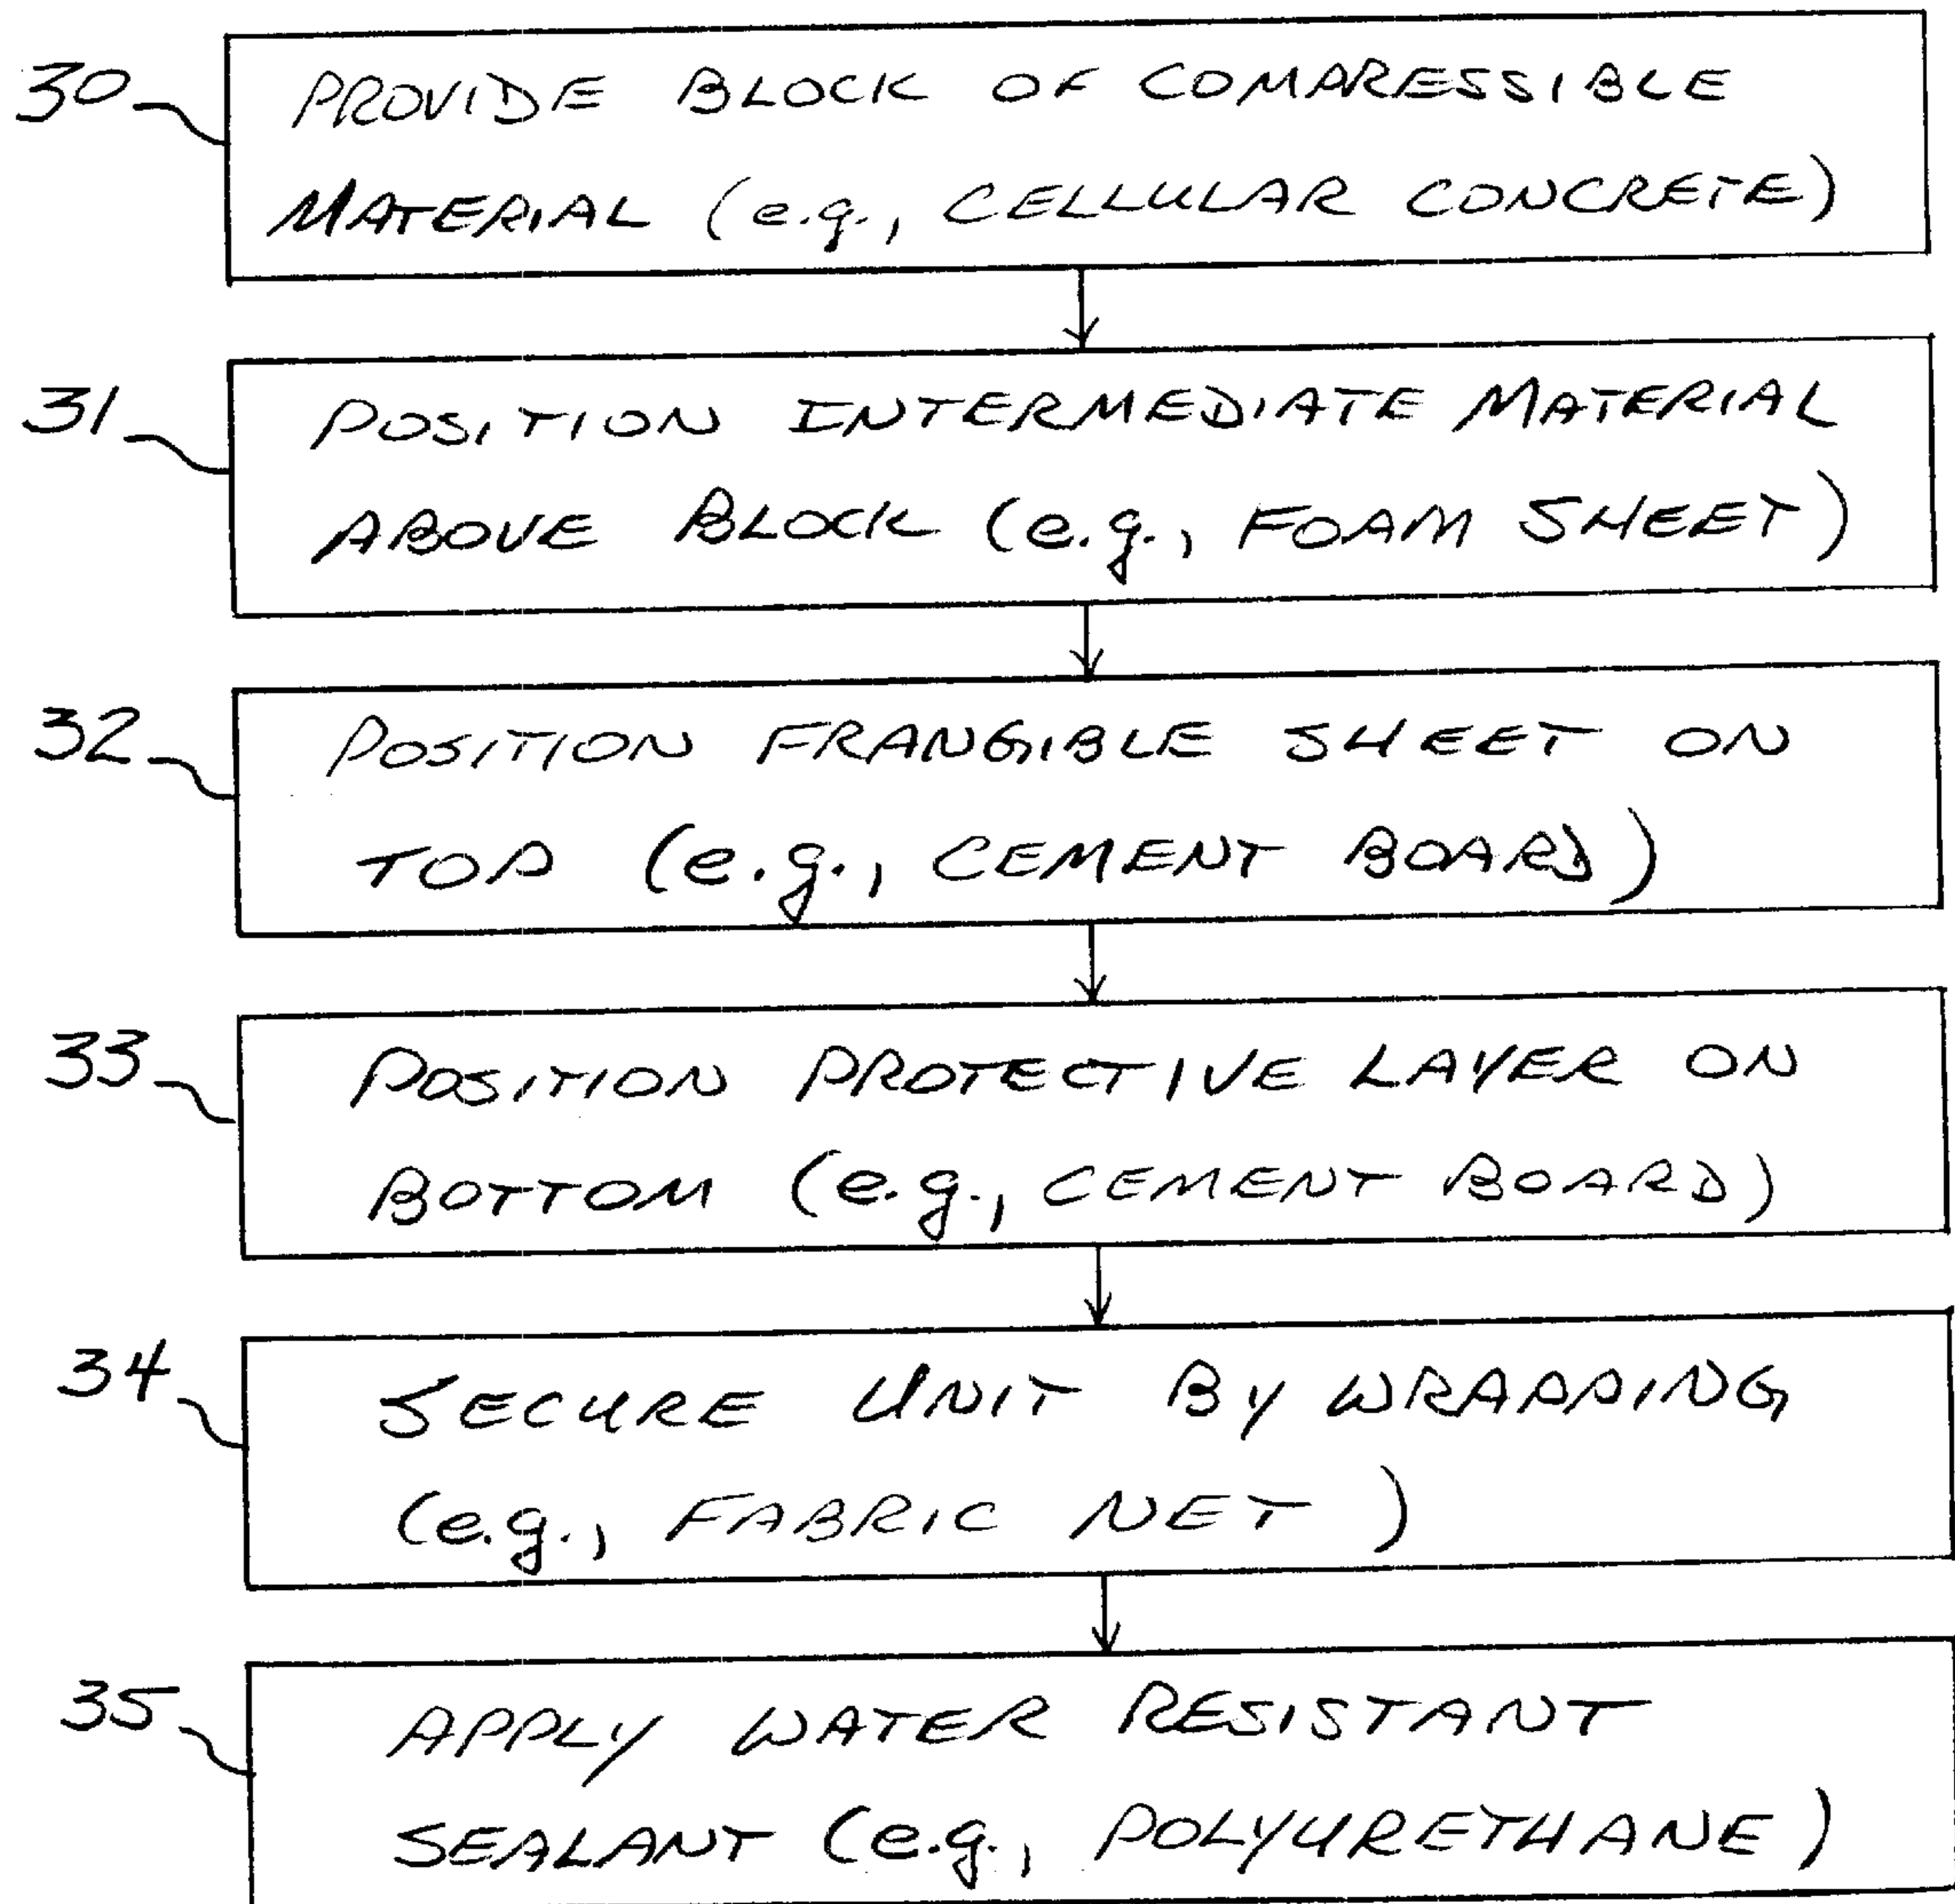 30
PROVIDE BLOCK OF COMPRESSIBLE
MATERIAL (e.g., CELLULAR CONCRETE)
31
POSITION INTERMEDIATE MATERIAL
ABOVE BLOCK (e.g., FOAM SHEET)
32
POSITION FRANGIBLE SHEET ON
TOP (e.g., CEMENT BOARD)
33
POSITION PROTECTIVE LAYER ON
BOTTOM (e.g., CEMENT BOARD)
34
SECURE UNIT BY WRAPPING
(e.g., FABRIC NET)
35
APPLY WATER RESISTANT
SEALANT (e.g., POLYURETHANE)